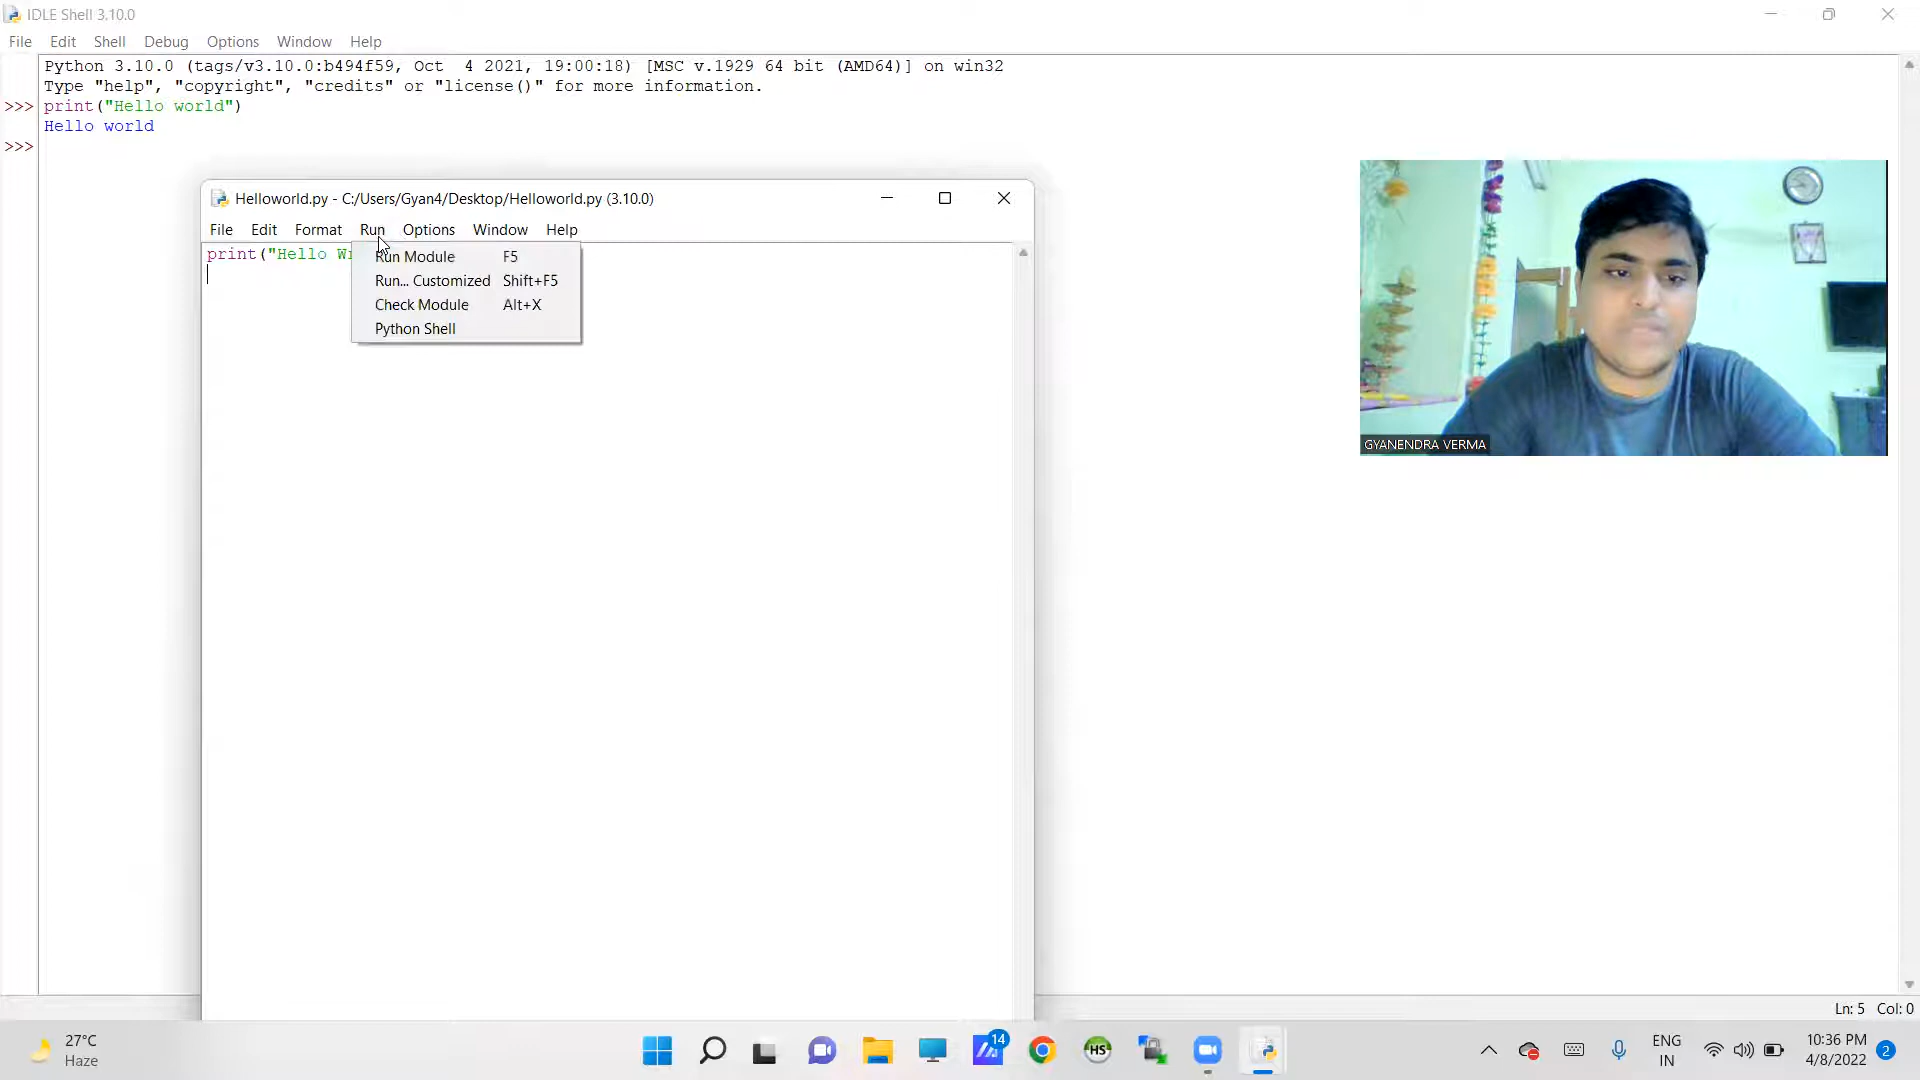 IDLE Shell 3.10.0
File Edit Shell Debug Options Window Help
Python 3.10.0 (tags/v3.10.0:b494f59, Oct  4 2021, 19:00:18) [MSC v.1929 64 bit (AMD64)] on win32
Type "help", "copyright", "credits" or "license()" for more information.
>>> print("Hello world")
Hello world
>>>
Helloworld.py - C:/Users/Gyan4/Desktop/Helloworld.py (3.10.0)
File Edit Format Run Options Window Help
print("Hello W
Run Module F5
Run... Customized Shift+F5
Check Module Alt+X
Python Shell
GYANENDRA VERMA
Ln: 5 Col: 0
27°C
Haze
14
HS
ENG
IN
10:36 PM
4/8/2022
2